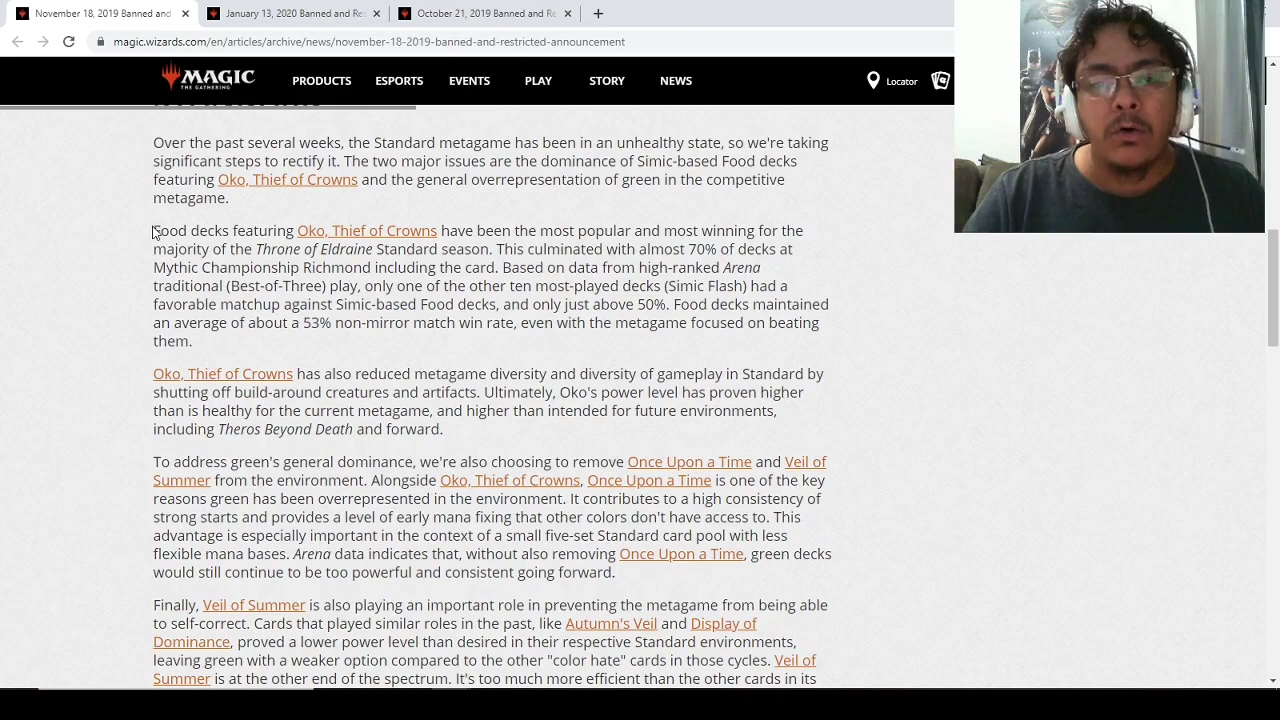 November 18, 2019 Banned and
January 13, 2020 Banned and Res
October 21, 2019 Banned and Re
magic.wizards.com/en/articles/archive/news/november-18-2019-banned-and-restricted-announcement
MAGIC
THE GATHERING
PRODUCTS
ESPORTS
EVENTS
PLAY
STORY
NEWS
Locator
Over the past several weeks, the Standard metagame has been in an unhealthy state, so we're taking
significant steps to rectify it. The two major issues are the dominance of Simic-based Food decks
featuring Oko, Thief of Crowns and the general overrepresentation of green in the competitive
metagame.
Food decks featuring Oko, Thief of Crowns have been the most popular and most winning for the
majority of the Throne of Eldraine Standard season. This culminated with almost 70% of decks at
Mythic Championship Richmond including the card. Based on data from high-ranked Arena
traditional (Best-of-Three) play, only one of the other ten most-played decks (Simic Flash) had a
favorable matchup against Simic-based Food decks, and only just above 50%. Food decks maintained
an average of about a 53% non-mirror match win rate, even with the metagame focused on beating
them.
Oko, Thief of Crowns has also reduced metagame diversity and diversity of gameplay in Standard by
shutting off build-around creatures and artifacts. Ultimately, Oko's power level has proven higher
than is healthy for the current metagame, and higher than intended for future environments,
including Theros Beyond Death and forward.
To address green's general dominance, we're also choosing to remove Once Upon a Time and Veil of
Summer from the environment. Alongside Oko, Thief of Crowns, Once Upon a Time is one of the key
reasons green has been overrepresented in the environment. It contributes to a high consistency of
strong starts and provides a level of early mana fixing that other colors don't have access to. This
advantage is especially important in the context of a small five-set Standard card pool with less
flexible mana bases. Arena data indicates that, without also removing Once Upon a Time, green decks
would still continue to be too powerful and consistent going forward.
Finally, Veil of Summer is also playing an important role in preventing the metagame from being able
to self-correct. Cards that played similar roles in the past, like Autumn's Veil and Display of
Dominance, proved a lower power level than desired in their respective Standard environments,
leaving green with a weaker option compared to the other "color hate" cards in those cycles. Veil of
Summer is at the other end of the spectrum. It's too much more efficient than the other cards in its